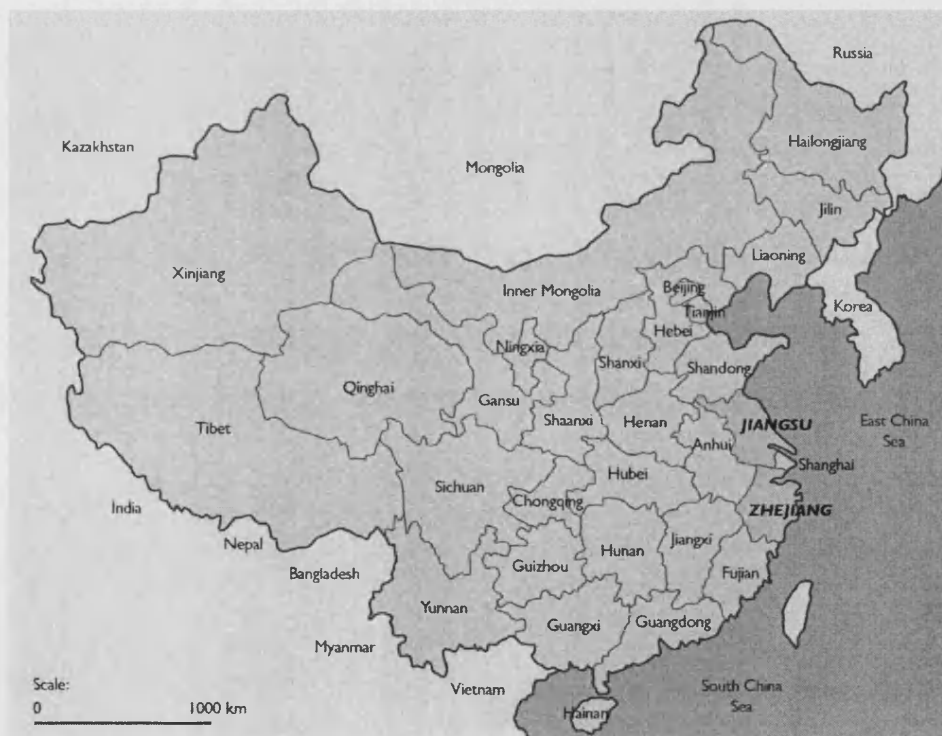 Russia
Kazakhstan
Hailongjiang
Mongolia
Jilin
Liaoning
Xinjiang
Inner Mongolia
Beijing
Tianjin
Korea
Hebei
Ningxia
Shanxi
Shandong
Qinghai
Gansu
Shaanxi
Henan
JIANGSU
East China
Sea
Tibet
Anhui
Shanghai
Hubei
Sichuan
Chongqing
India
ZHEJIANG
Nepal
Jiangxi
Hunan
Guizhou
Bangladesh
Fujian
Yunnan
Guangxi
Guangdong
Myanmar
Scale:
Vietnam
South China
Sea
0 1000 km
Hainan